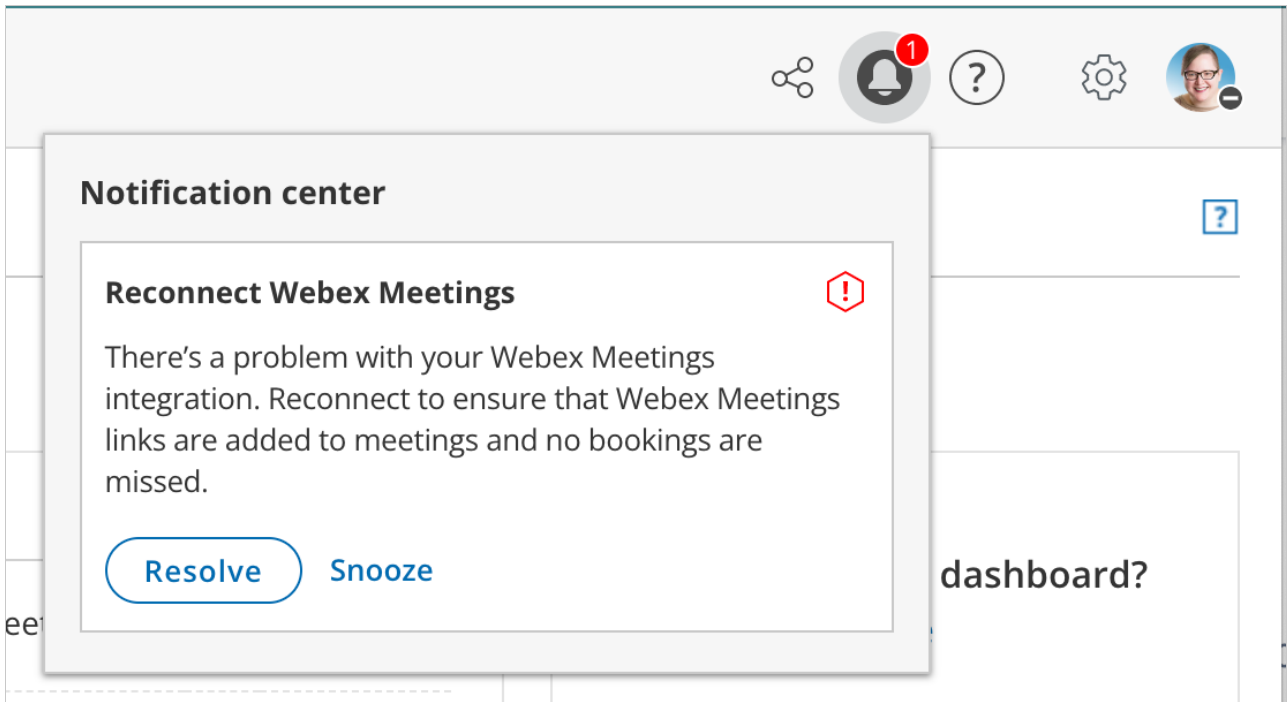 1
?
Notification center
?
Reconnect Webex Meetings
!
There’s a problem with your Webex Meetings
integration. Reconnect to ensure that Webex Meetings
links are added to meetings and no bookings are
missed.
Resolve Snooze
dashboard?